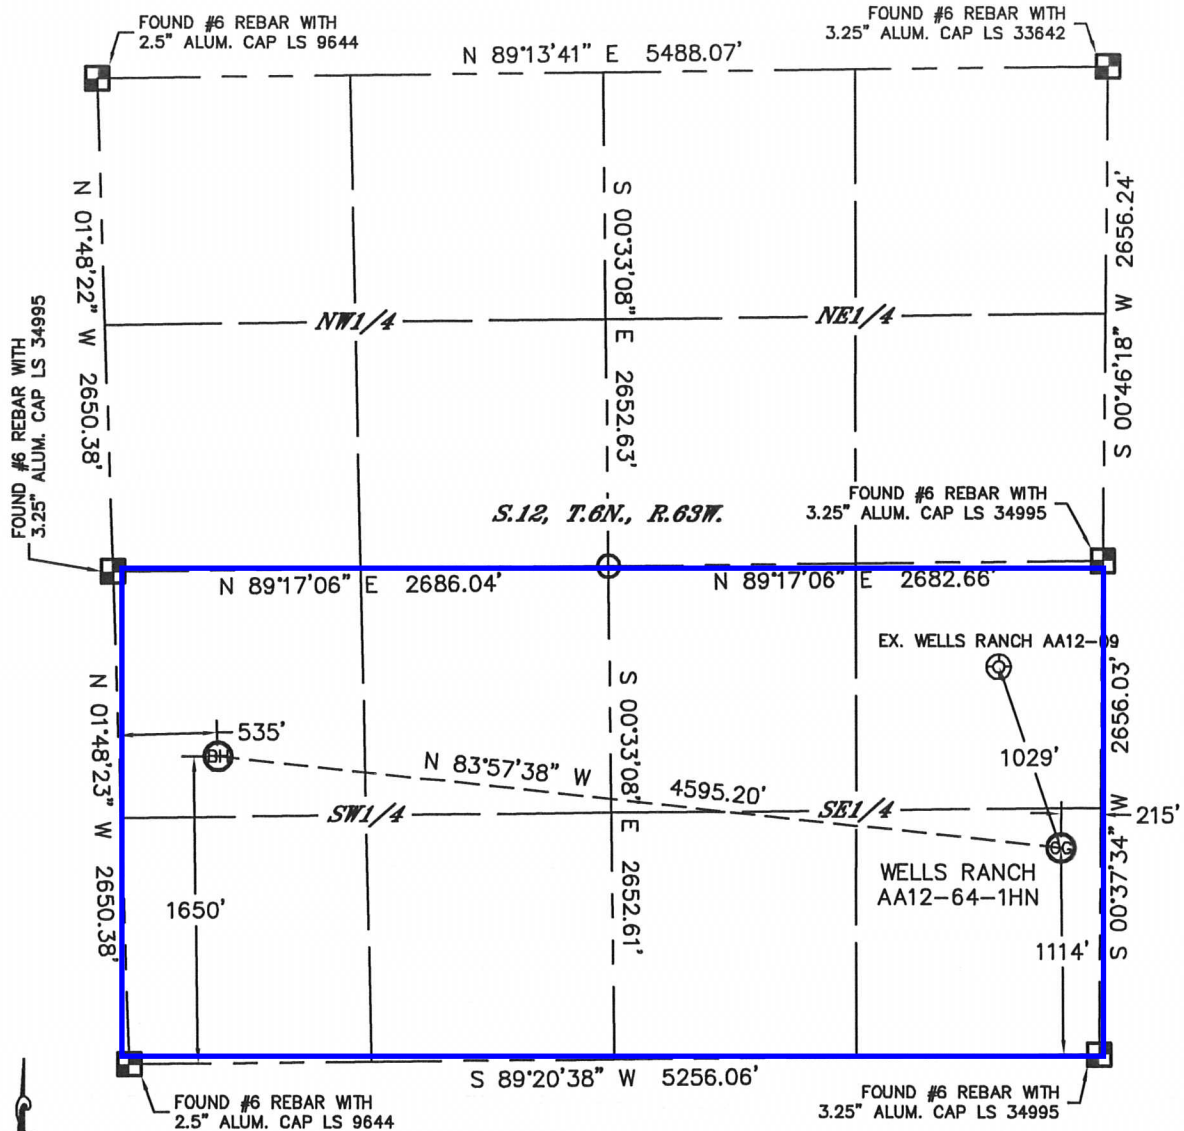 FOUND #6 REBAR WITH
2.5" ALUM. CAP LS 9644
FOUND #6 REBAR WITH
3.25" ALUM. CAP LS 33642
N 89°13'41" E 5488.07'
N 01°48'22" W 2650.38'
S 00°33'08" E 2652.63'
S 00°46'18" W 2656.24'
NW1/4
NE1/4
FOUND #6 REBAR WITH
3.25" ALUM. CAP LS 34995
S.12, T.6N., R.63W.
FOUND #6 REBAR WITH
3.25" ALUM. CAP LS 34995
N 89°17'06" E 2686.04'
N 89°17'06" E 2682.66'
EX. WELLS RANCH AA12-09
N 01°48'23" W 2650.38'
535'
BH
N 83°57'38" W 4595.20'
S 00°33'08" E 2652.61'
1029'
S 00°37'34" W 2656.03'
SW1/4
SE1/4
215'
SG
WELLS RANCH
AA12-64-1HN
1650'
1114'
S 89°20'38" W 5256.06'
FOUND #6 REBAR WITH
2.5" ALUM. CAP LS 9644
FOUND #6 REBAR WITH
3.25" ALUM. CAP LS 34995